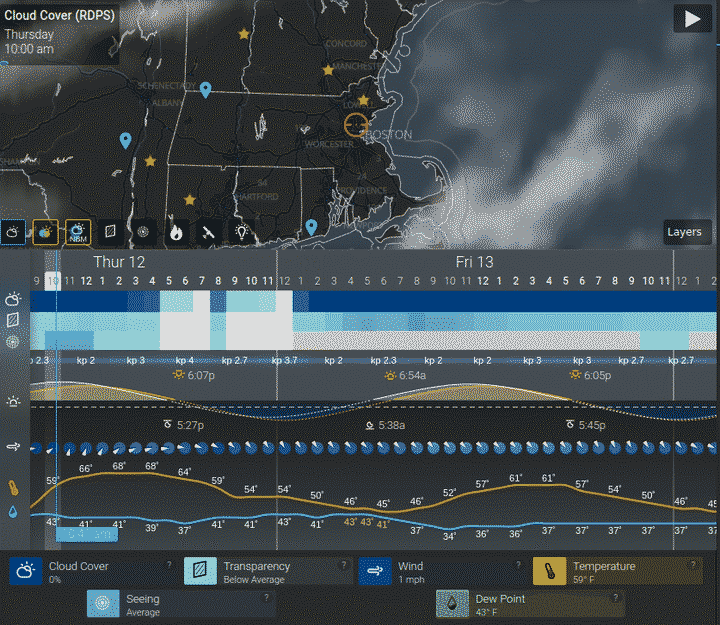 Cloud Cover (RDPS)
Thursday
10:00 am
CONCORD
MANCHESTER
SCHENECTADY
ALBANY
LOWELL
BOSTON
WORCESTER
PROVIDENCE
HARTFORD
NBM
Layers
Thur 12
Fri 13
9 10 11 12 1 2 3 4 5 6 7 8 9 10 11 12 1 2 3 4 5 6 7 8 9 10 11 12 1 2 3 4 5 6 7 8 9 10 11 12 1 2
2.3 kp 2 kp 3 kp 4 kp 2.7 kp 3.7 kp 2 kp 2.3 kp 2 kp 2 kp 3 kp 3 kp 2.7 kp 2.7
6:07p 6:54a 6:05p
5:27p 5:38a 5:45p
59° 66° 68° 68° 64° 59° 54° 54° 50° 46° 45° 46° 52° 57° 61° 61° 57° 54° 50° 46° 45
43° 41° 41° 39° 37° 41° 41° 43° 41° 43° 43° 41° 37° 34° 36° 36° 37° 37° 37° 37° 37°
Cloud Cover ?
0%
Transparency ?
Below Average
Wind ?
1 mph
Temperature ?
59° F
Seeing ?
Average
Dew Point ?
43° F